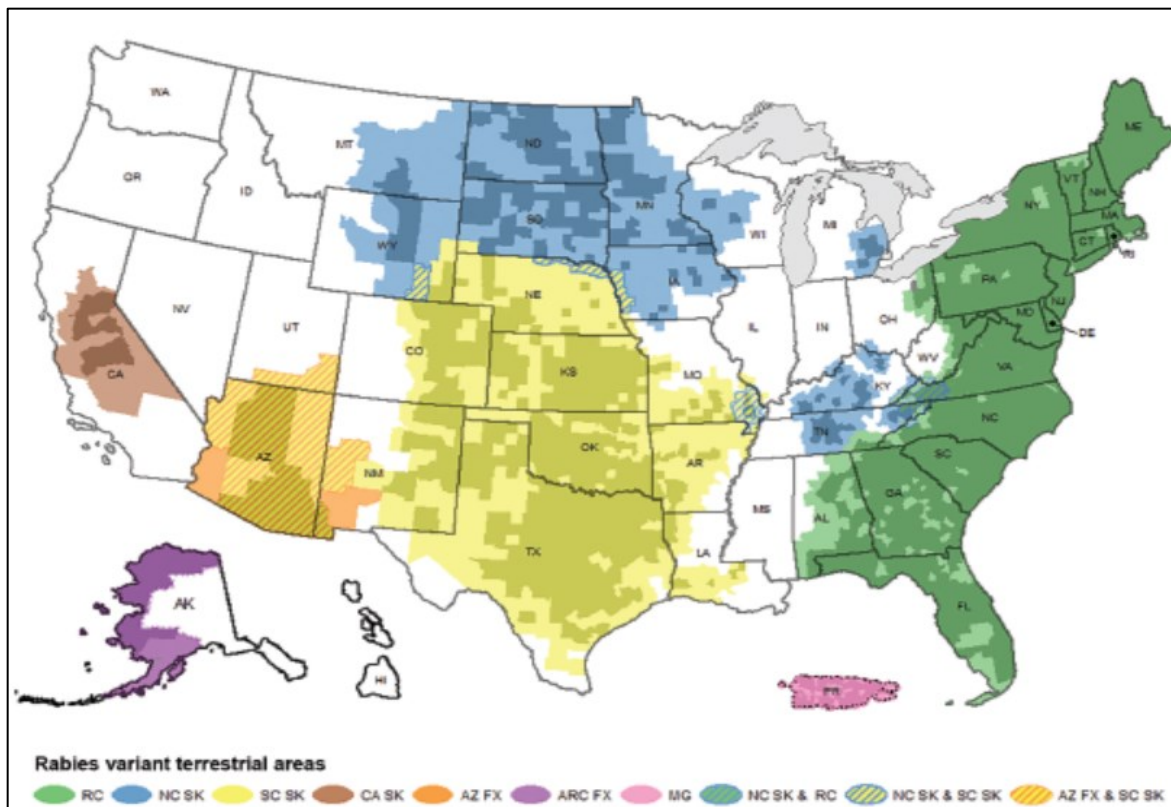 WA
ME
MT
ND
OR
VT
ID
MN
NH
NY
SD
WI
MA
MI
WY
CT
RI
PA
IA
NJ
NE
OH
MD
NV
IL
IN
DE
UT
WV
CO
VA
KS
KY
CA
MO
NC
TN
OK
AZ
SC
NM
AR
GA
MS
AL
TX
LA
AK
FL
HI
PR
Rabies variant terrestrial areas
RC NC SK SC SK CA SK AZ FX ARC FX MG NC SK & RC NC SK & SC SK AZ FX & SC SK